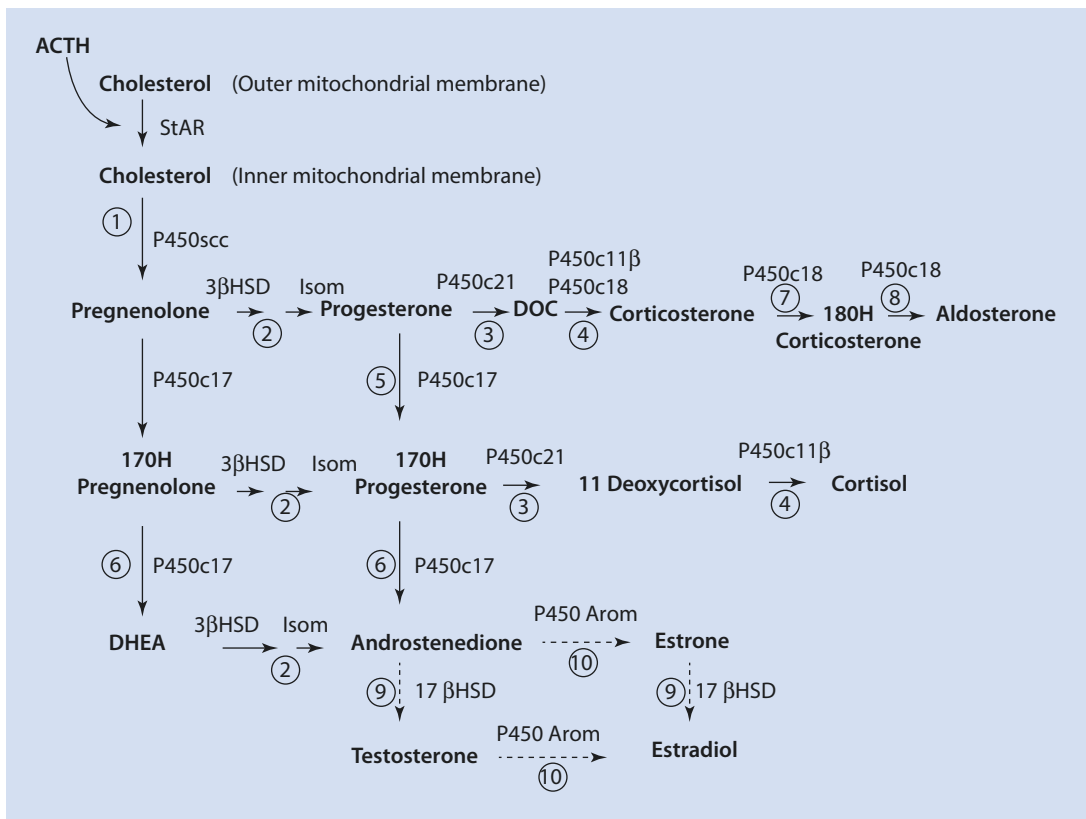 ACTH
Cholesterol (Outer mitochondrial membrane)
StAR
Cholesterol (Inner mitochondrial membrane)
1
P450scc
P450c11β
3βHSD Isom P450c21 P450c18 P450c18 P450c18
7 8
Pregnenolone Progesterone DOC Corticosterone 180H Aldosterone
2 3 4 Corticosterone
P450c17 5 P450c17
170H 3βHSD Isom 170H P450c21 P450c11β
Pregnenolone Progesterone 11 Deoxycortisol Cortisol
2 3 4
6 P450c17 6 P450c17
3βHSD Isom P450 Arom
DHEA Androstenedione Estrone
2 10
9 17 βHSD 9 17 βHSD
P450 Arom
Testosterone Estradiol
10